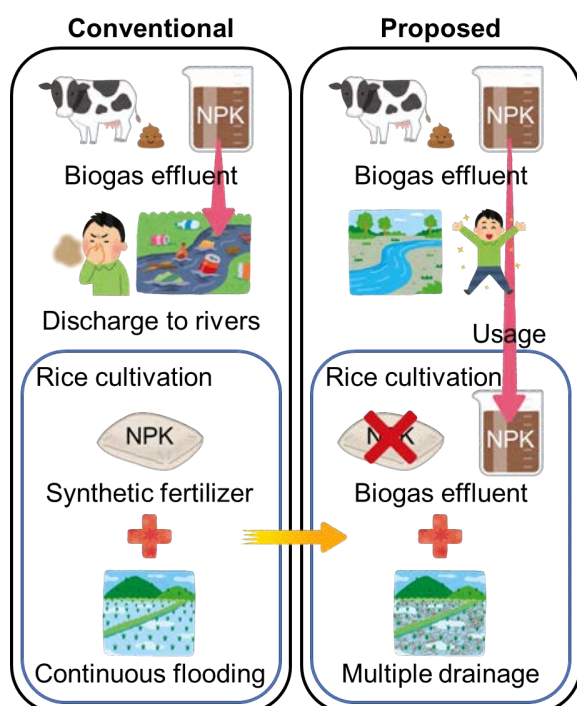 Conventional
NPK
Biogas effluent
Discharge to rivers
Rice cultivation
NPK
Synthetic fertilizer
Continuous flooding
Proposed
NPK
Biogas effluent
Usage
Rice cultivation
NPK
NPK
Biogas effluent
Multiple drainage